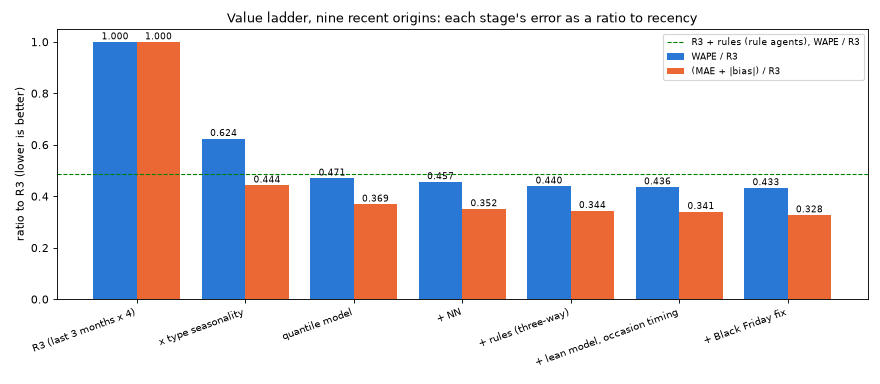 Value ladder, nine recent origins: each stage's error as a ratio to recency
ratio to R3 (lower is better)
1.0
0.8
0.6
0.4
0.2
0.0
R3 + rules (rule agents), WAPE / R3
WAPE / R3
(MAE + |bias|) / R3
1.000
1.000
0.624
0.444
0.471
0.369
0.457
0.352
0.440
0.344
0.436
0.341
0.433
0.328
R3 (last 3 months x 4)
x type seasonality
quantile model
+ NN
+ rules (three-way)
+ lean model, occasion timing
+ Black Friday fix